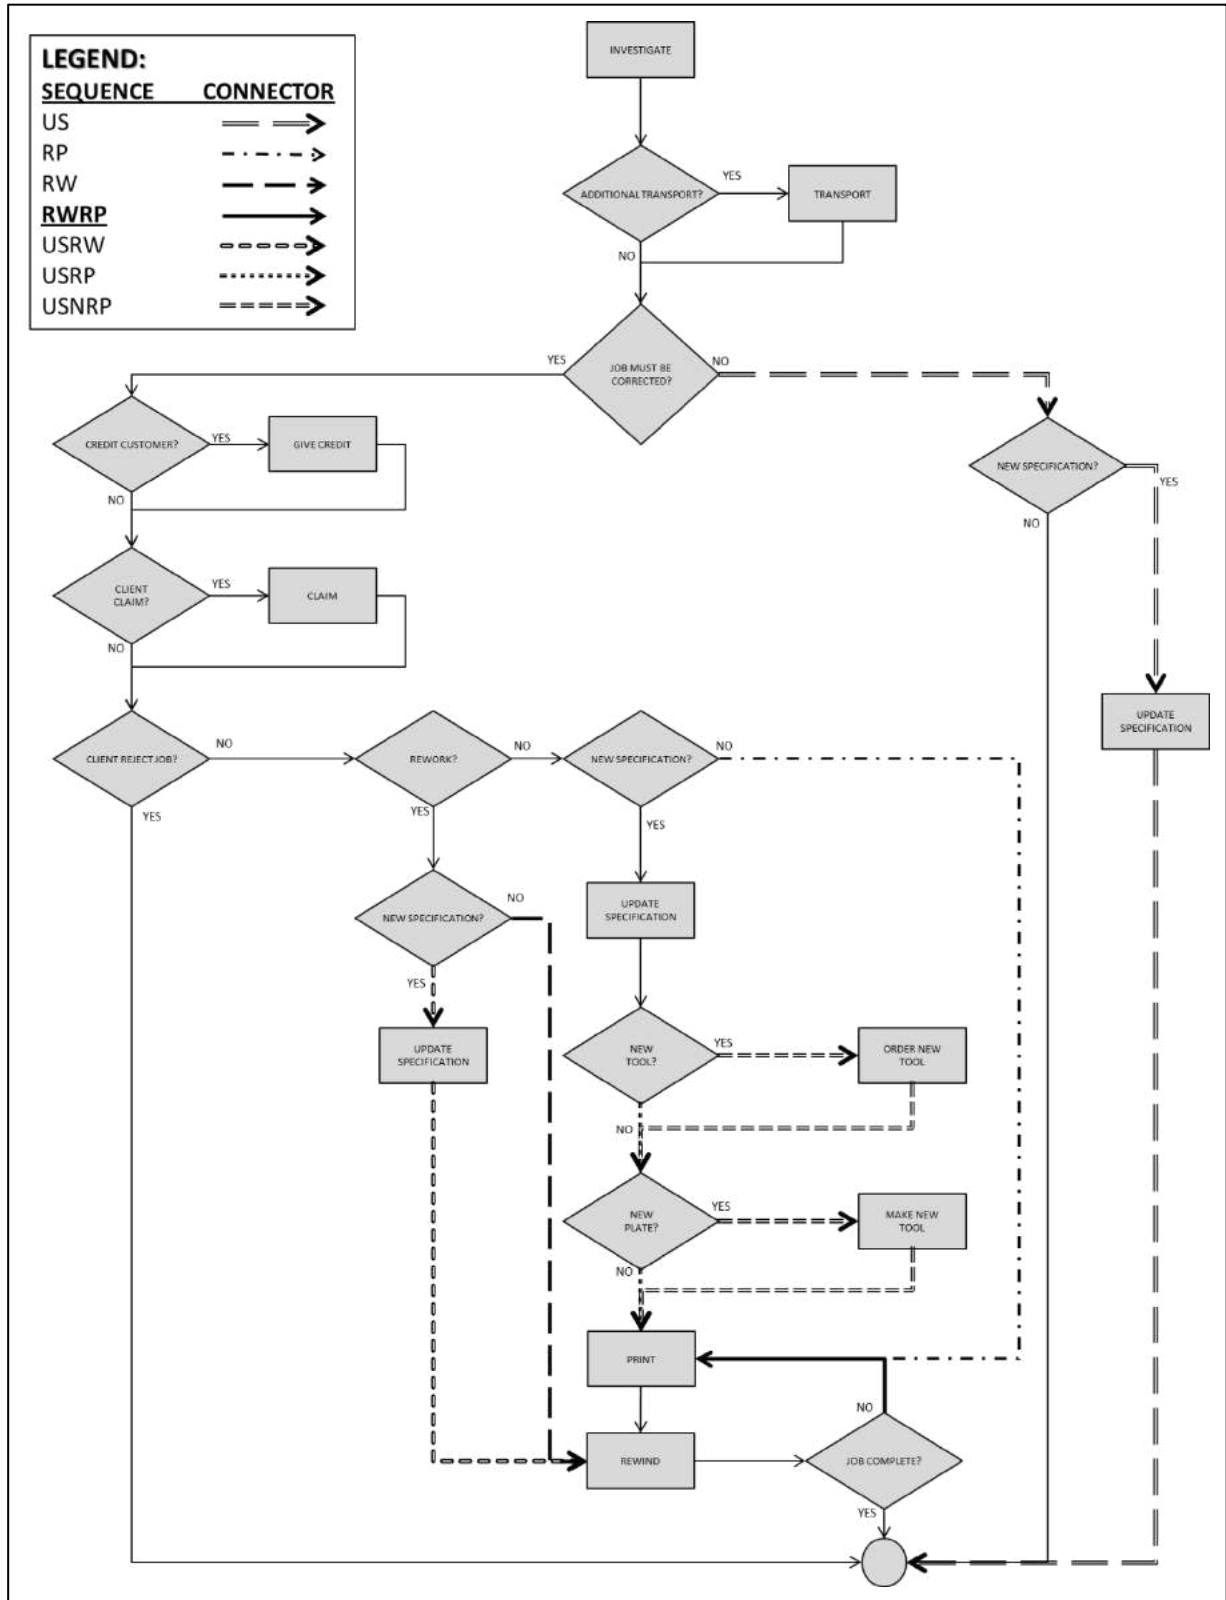 LEGEND:
SEQUENCE CONNECTOR
US
RP
RW
RWRP
USRW
USRP
USNRP
INVESTIGATE
ADDITIONAL TRANSPORT?
YES
TRANSPORT
NO
JOB MUST BE
CORRECTED?
YES
NO
CREDIT CUSTOMER?
YES
GIVE CREDIT
NO
NEW SPECIFICATION?
YES
NO
CLIENT
CLAIM?
YES
CLAIM
NO
UPDATE
SPECIFICATION
CLIENT REJECT JOB?
NO
YES
REWORK?
NO
YES
NEW SPECIFICATION?
NO
YES
NEW SPECIFICATION?
NO
YES
UPDATE
SPECIFICATION
UPDATE
SPECIFICATION
NEW
TOOL?
YES
ORDER NEW
TOOL
NO
NEW
PLATE?
YES
MAKE NEW
TOOL
NO
PRINT
NO
REWIND
JOB COMPLETE?
YES